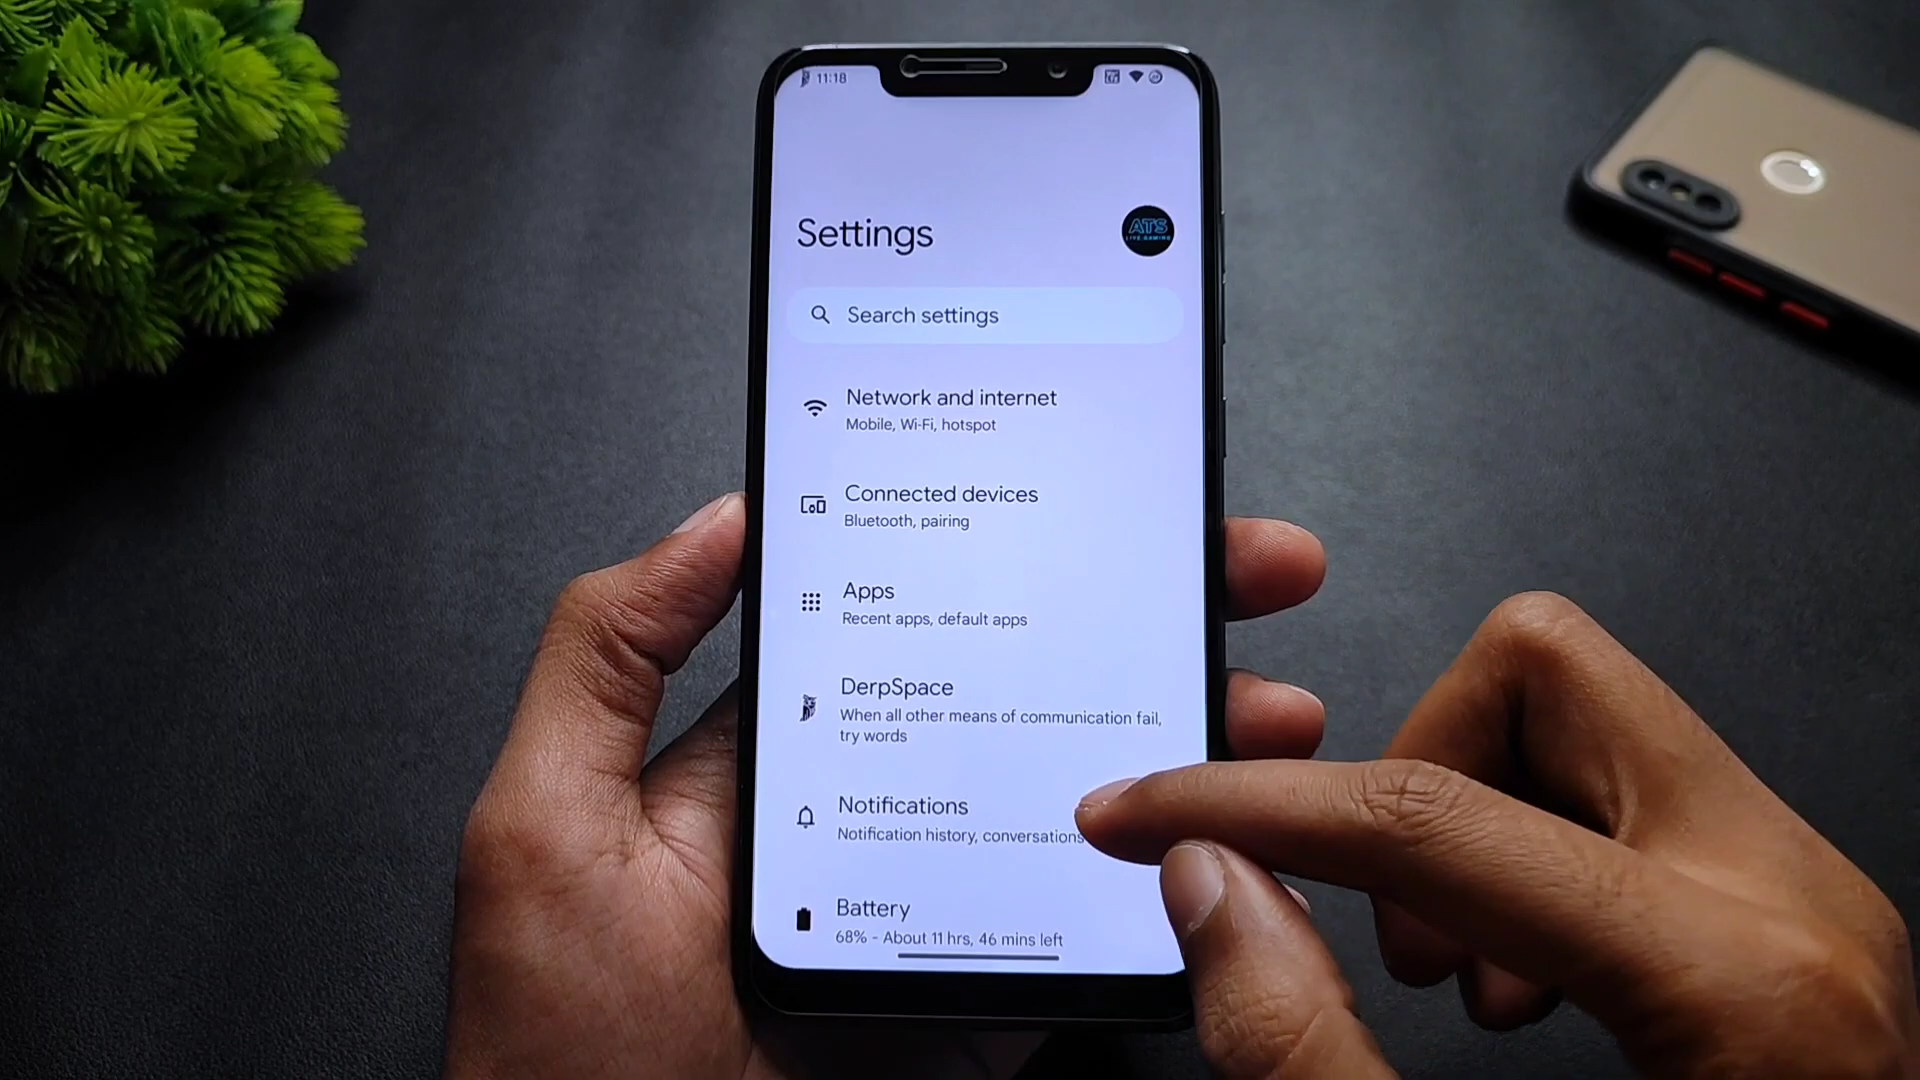 11:18
Settings
ATS
LIVE GAMING
Search settings
Network and internet
Mobile, Wi-Fi, hotspot
Connected devices
Bluetooth, pairing
Apps
Recent apps, default apps
DerpSpace
When all other means of communication fail,
try words
Notifications
Notification history, conversations
Battery
68% - About 11 hrs, 46 mins left